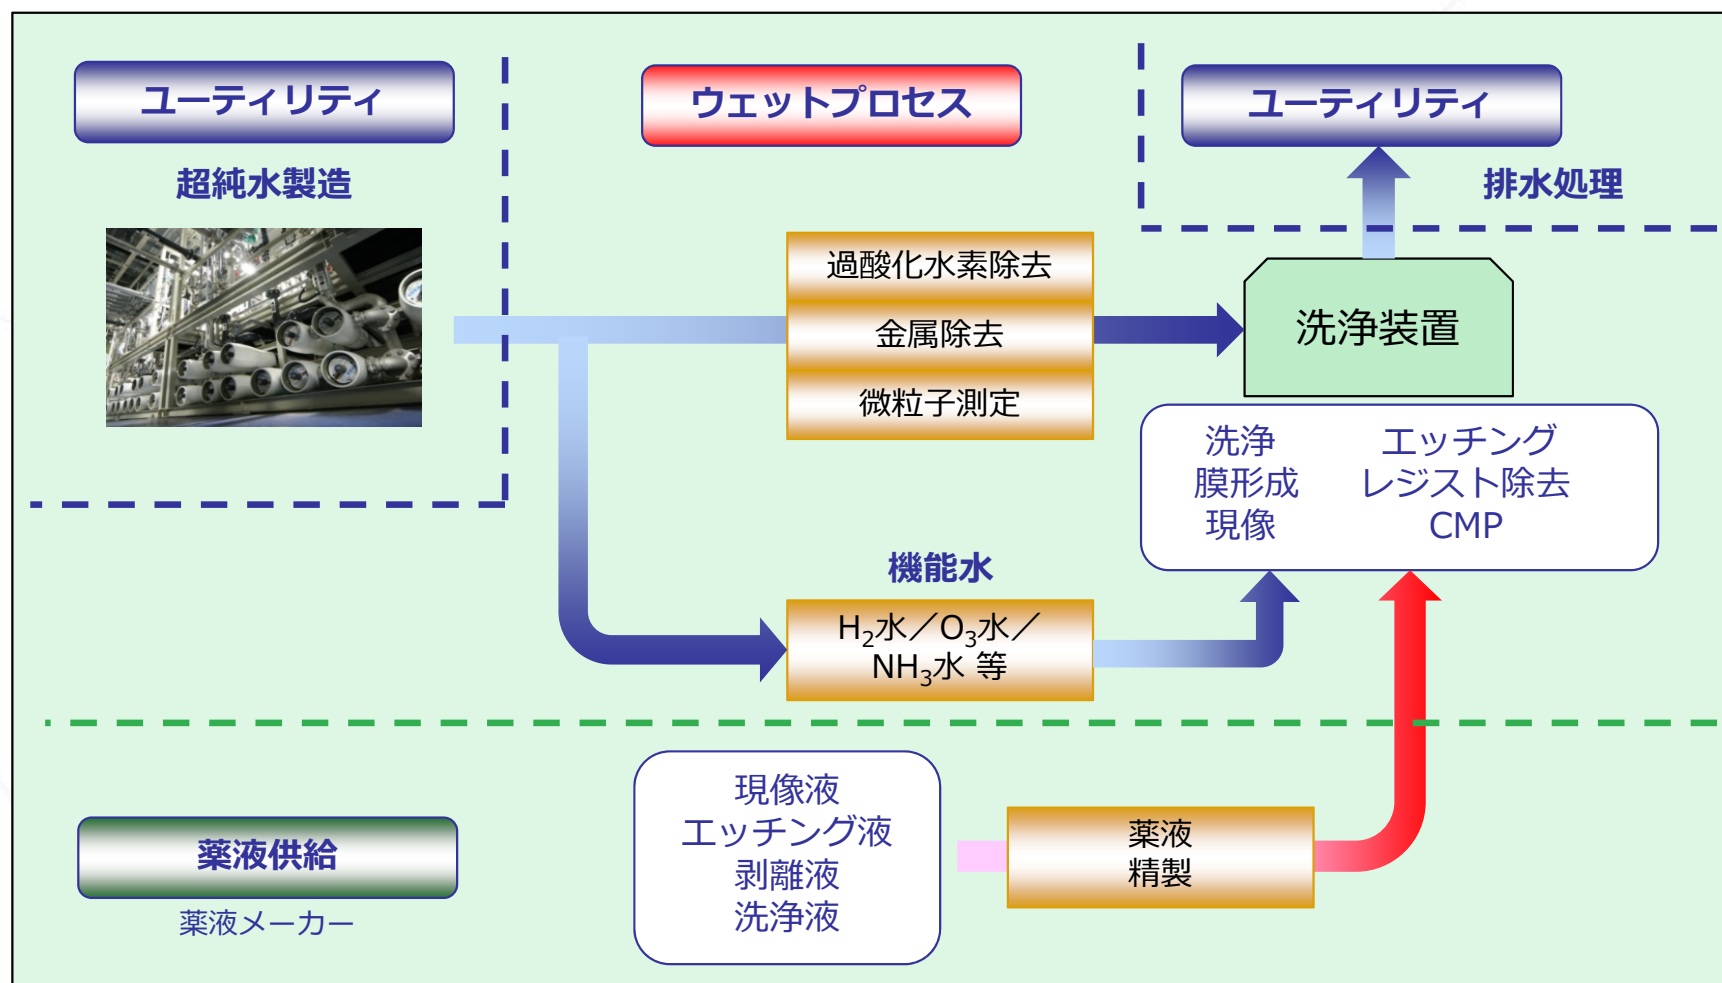 ユーティリティ
超純水製造
ウェットプロセス
ユーティリティ
排水処理
過酸化水素除去
金属除去
微粒子測定
洗浄装置
洗浄 エッチング
膜形成 レジスト除去
現像 CMP
機能水
H₂水／O₃水／
NH₃水 等
現像液
エッチング液
剥離液
洗浄液
薬液
精製
薬液供給
薬液メーカー